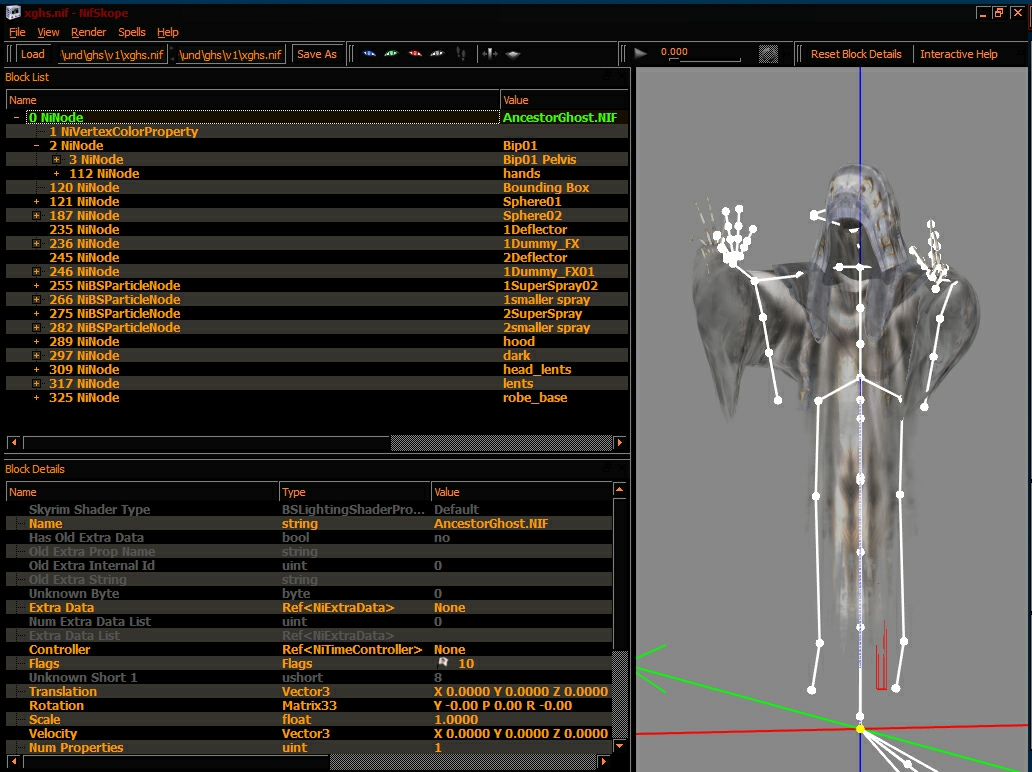 xghs.nif - NifSkope
File View Render Spells Help
Load \und\ghs\v1\xghs.nif \und\ghs\v1\xghs.nif Save As 0.000 Reset Block Details Interactive Help
Block List
Name Value
0 NiNode AncestorGhost.NIF
1 NiVertexColorProperty
2 NiNode Bip01
3 NiNode Bip01 Pelvis
112 NiNode hands
120 NiNode Bounding Box
121 NiNode Sphere01
187 NiNode Sphere02
235 NiNode 1Deflector
236 NiNode 1Dummy_FX
245 NiNode 2Deflector
246 NiNode 1Dummy_FX01
255 NiBSParticleNode 1SuperSpray02
266 NiBSParticleNode 1smaller spray
275 NiBSParticleNode 2SuperSpray
282 NiBSParticleNode 2smaller spray
289 NiNode hood
297 NiNode dark
309 NiNode head_lents
317 NiNode lents
325 NiNode robe_base
Block Details
Name Type Value
Skyrim Shader Type BSLightingShaderPro... Default
Name string AncestorGhost.NIF
Has Old Extra Data bool no
Old Extra Prop Name string
Old Extra Internal Id uint 0
Old Extra String string
Unknown Byte byte 0
Extra Data Ref<NiExtraData> None
Num Extra Data List uint 0
Extra Data List Ref<NiExtraData>
Controller Ref<NiTimeController> None
Flags Flags 10
Unknown Short 1 ushort 8
Translation Vector3 X 0.0000 Y 0.0000 Z 0.0000
Rotation Matrix33 Y -0.00 P 0.00 R -0.00
Scale float 1.0000
Velocity Vector3 X 0.0000 Y 0.0000 Z 0.0000
Num Properties uint 1